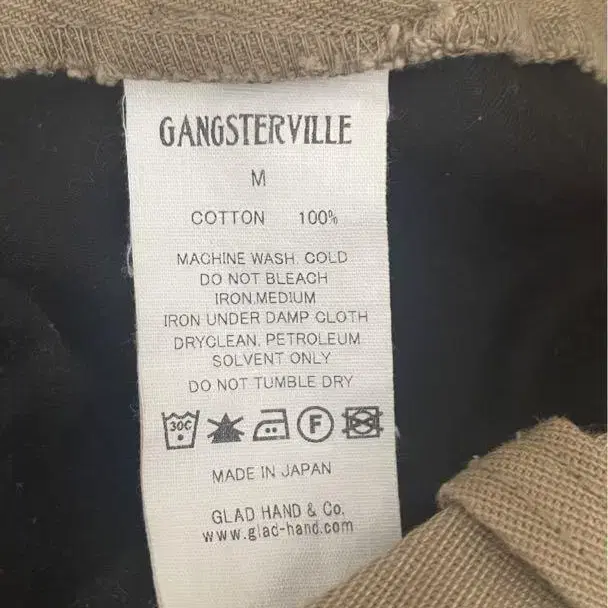 GANGSTERVILLE
M
COTTON 100%
MACHINE WASH. COLD
DO NOT BLEACH
IRON.MEDIUM
IRON UNDER DAMP CLOTH
DRYCLEAN. PETROLEUM
SOLVENT ONLY
DO NOT TUMBLE DRY
30C F
MADE IN JAPAN
GLAD HAND & Co.
www.glad-hand.com